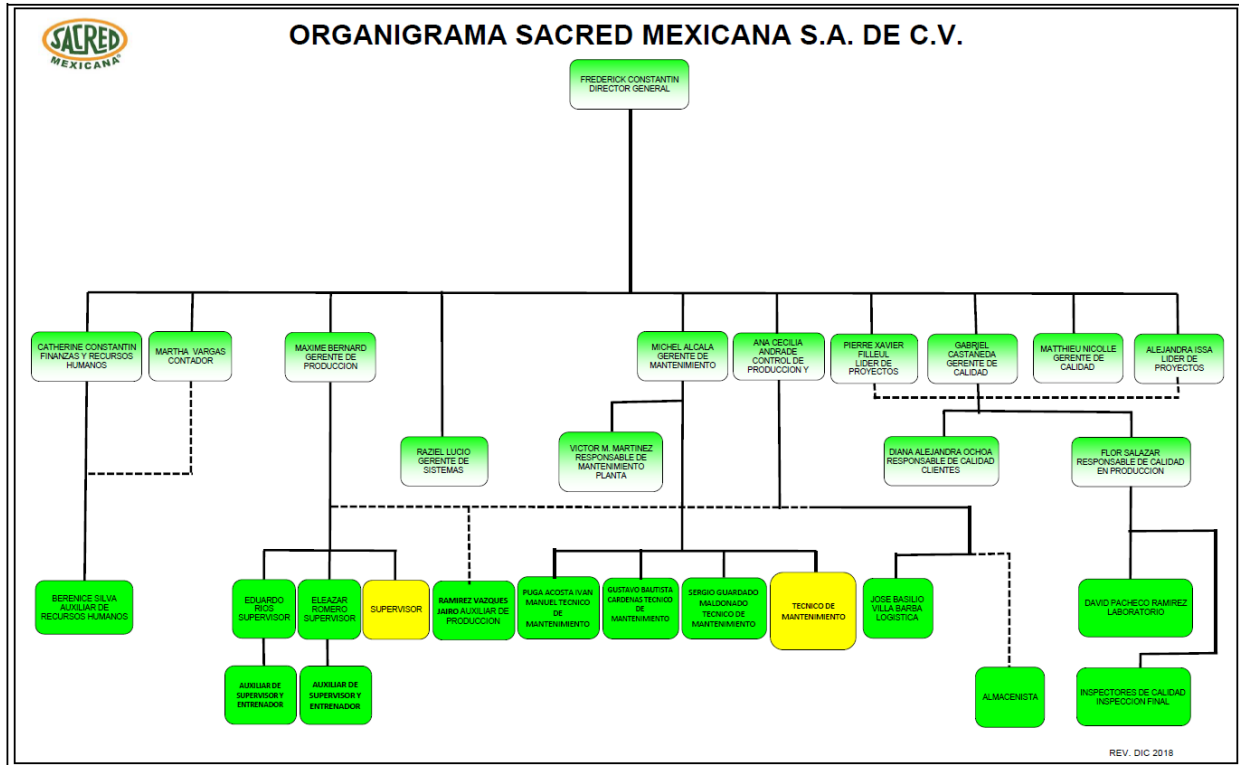 SACRED
MEXICANA
ORGANIGRAMA SACRED MEXICANA S.A. DE C.V.
FREDERICK CONSTANTIN
DIRECTOR GENERAL
CATHERINE CONSTANTIN
FINANZAS Y RECURSOS
HUMANOS
MARTHA VARGAS
CONTADOR
MAXIME BERNARD
GERENTE DE
PRODUCCION
MICHEL ALCALA
GERENTE DE
MANTENIMIENTO
ANA CECILIA
ANDRADE
CONTROL DE
PRODUCCION Y
PIERRE XAVIER
FILLEUL
LIDER DE
PROYECTOS
GABRIEL
CASTAÑEDA
GERENTE DE
CALIDAD
MATTHIEU NICOLLE
GERENTE DE
CALIDAD
ALEJANDRA ISSA
LIDER DE
PROYECTOS
RAZIEL LUCIO
GERENTE DE
SISTEMAS
VICTOR M. MARTINEZ
RESPONSABLE DE
MANTENIMIENTO
PLANTA
DIANA ALEJANDRA OCHOA
RESPONSABLE DE CALIDAD
CLIENTES
FLOR SALAZAR
RESPONSABLE DE CALIDAD
EN PRODUCCION
BERENICE SILVA
AUXILIAR DE
RECURSOS HUMANOS
EDUARDO
RIOS
SUPERVISOR
ELEAZAR
ROMERO
SUPERVISOR
SUPERVISOR
RAMIREZ VAZQUES
JAIRO AUXILIAR DE
PRODUCCION
PUGA ACOSTA IVAN
MANUEL TECNICO
DE
MANTENIMIENTO
GUSTAVO BAUTISTA
CARDENAS TECNICO
DE
MANTENIMIENTO
SERGIO GUARDADO
MALDONADO
TECNICO DE
MANTENIMIENTO
TECNICO DE
MANTENIMIENTO
JOSE BASILIO
VILLA BARBA
LOGISTICA
DAVID PACHECO RAMIREZ
LABORATORIO
AUXILIAR DE
SUPERVISOR Y
ENTRENADOR
AUXILIAR DE
SUPERVISOR Y
ENTRENADOR
ALMACENISTA
INSPECTORES DE CALIDAD
INSPECCION FINAL
REV. DIC 2018